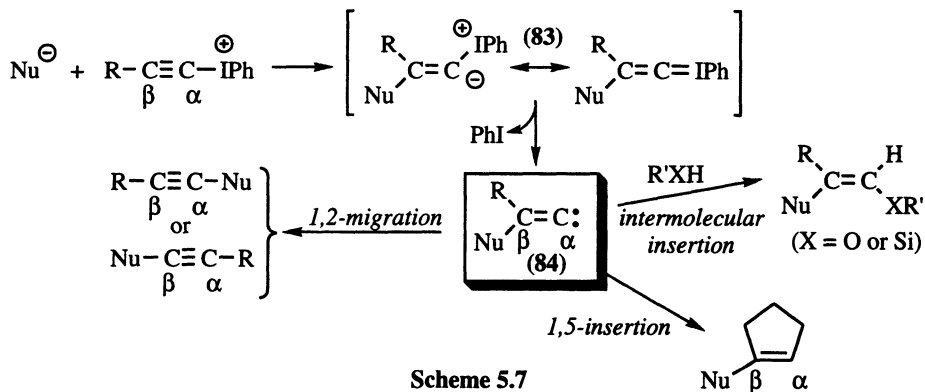 Nu⊖ + R−C≡C−IPh⊕ ⟶ [ R Nu C=C⊖ IPh⊕ (83) ⟷ R Nu C=C=IPh ]
β α
PhI
R−C≡C−Nu
β α
or
Nu−C≡C−R
β α
1,2-migration
R Nu C=C:
β α
(84)
R'XH
intermolecular
insertion
R Nu C=C H XR'
(X = O or Si)
1,5-insertion
Nu β α
Scheme 5.7